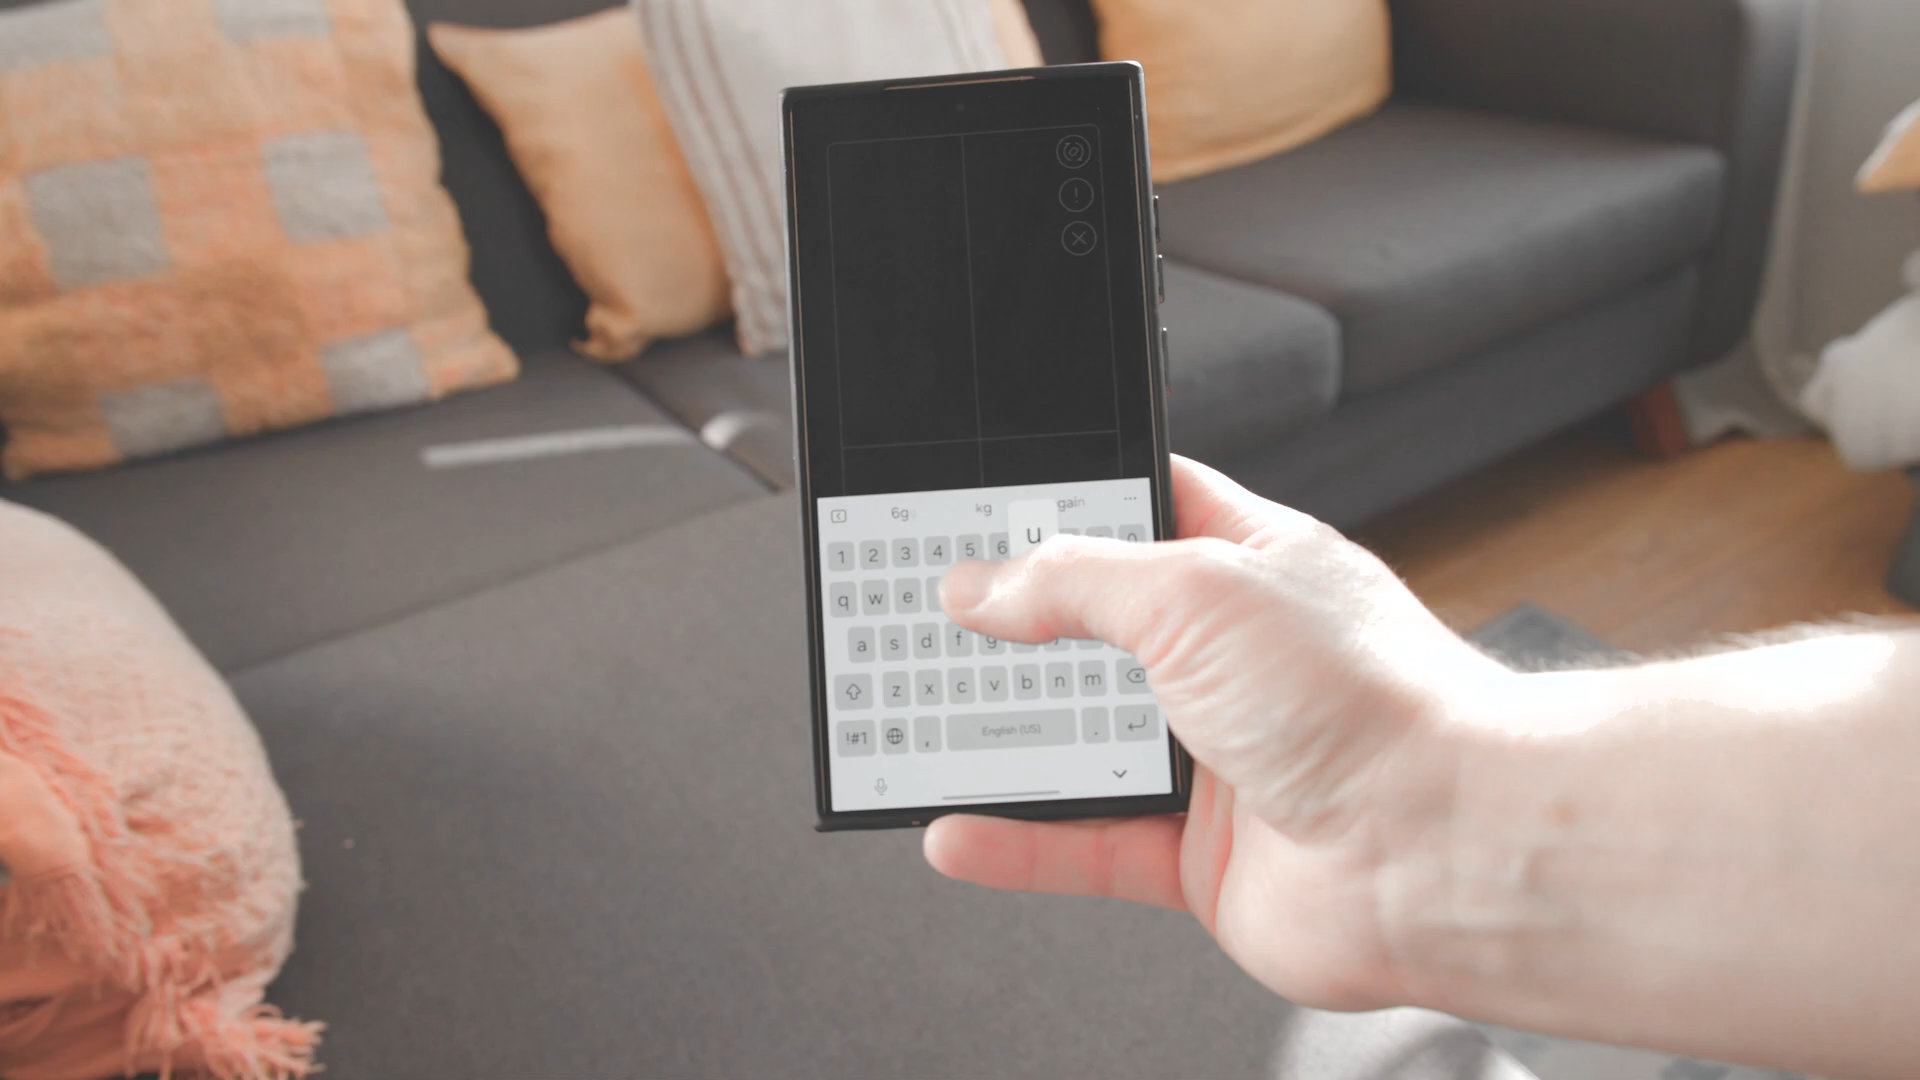 6g kg gain ...
u
1 2 3 4 5 6
q w e
a s d f g
z x c v b n m
!#1 , English (US) .